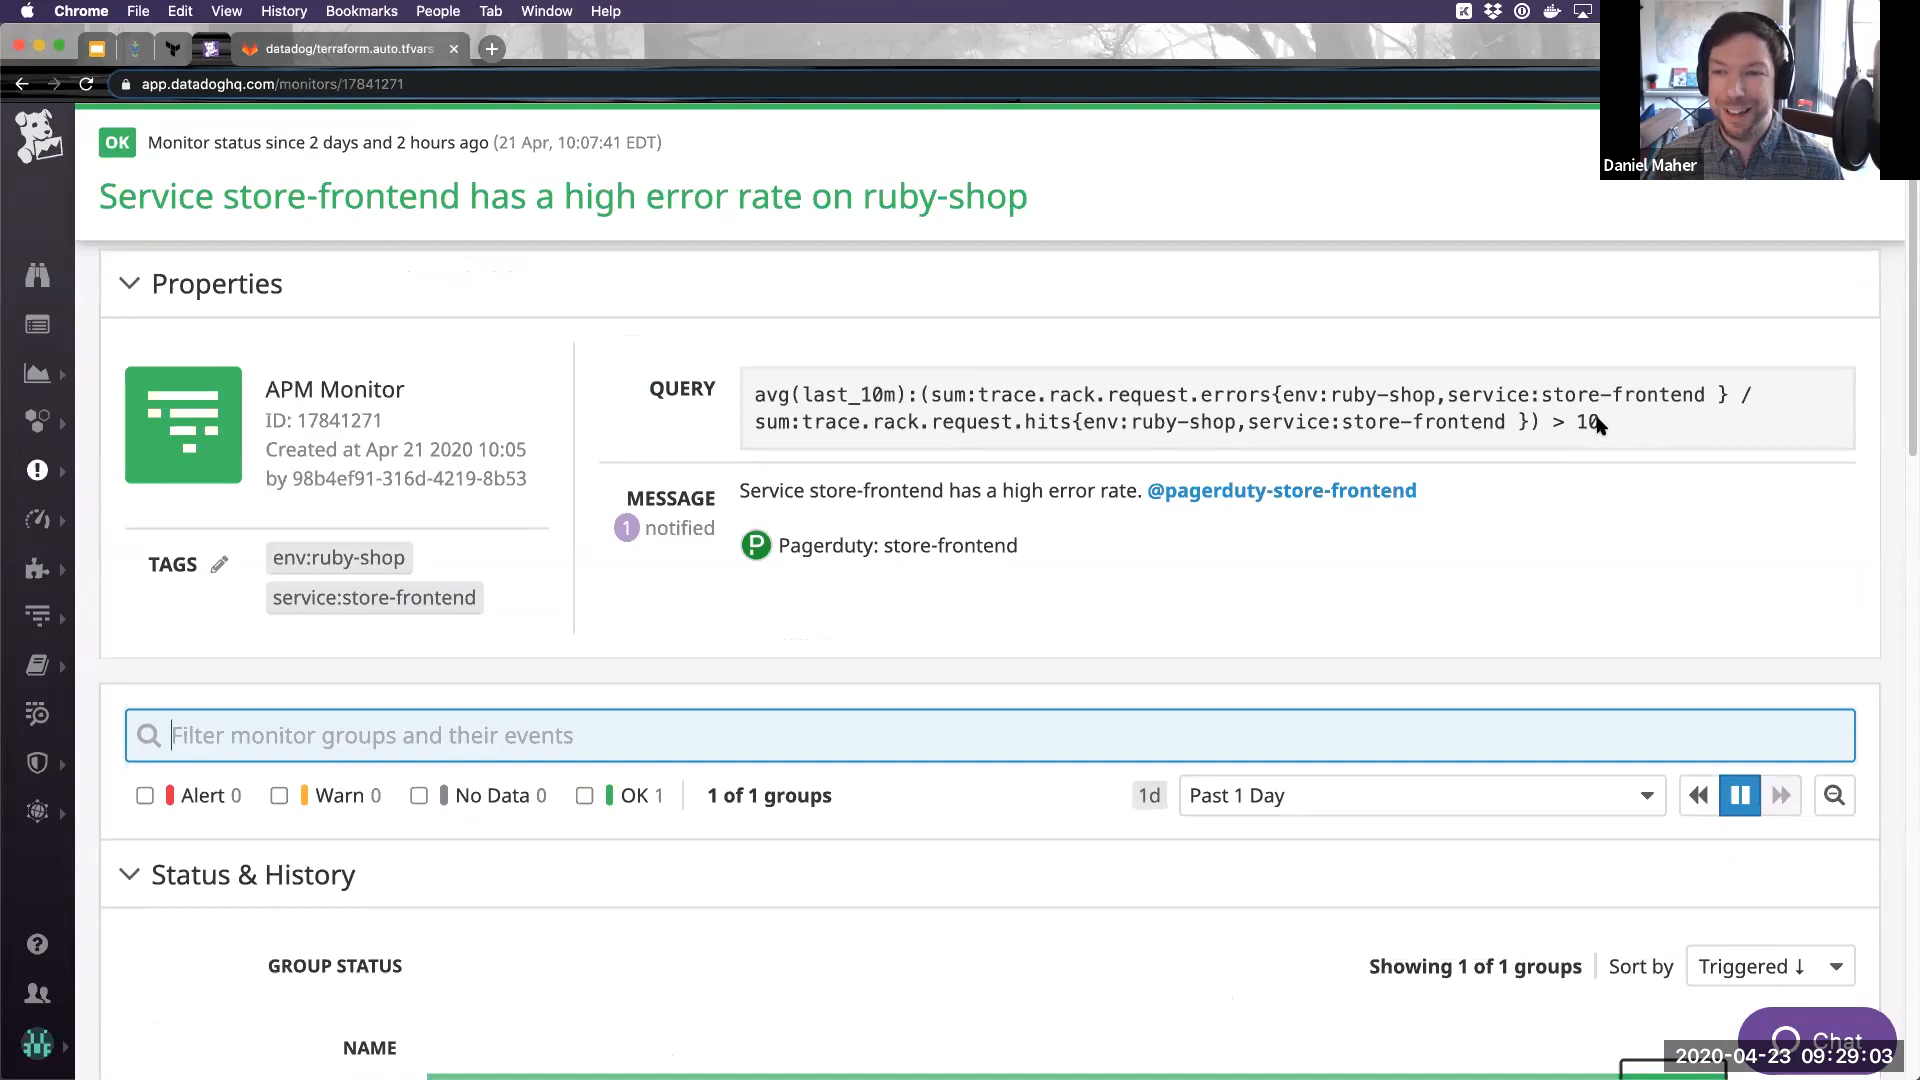 Chrome File Edit View History Bookmarks People Tab Window Help
datadog/terraform.auto.tfvars
app.datadoghq.com/monitors/17841271
Daniel Maher
OK Monitor status since 2 days and 2 hours ago (21 Apr, 10:07:41 EDT)
Service store-frontend has a high error rate on ruby-shop
Properties
APM Monitor
ID: 17841271
Created at Apr 21 2020 10:05
by 98b4ef91-316d-4219-8b53
TAGS
env:ruby-shop
service:store-frontend
QUERY
avg(last_10m):(sum:trace.rack.request.errors{env:ruby-shop,service:store-frontend } /
sum:trace.rack.request.hits{env:ruby-shop,service:store-frontend }) > 10
MESSAGE
1 notified
Service store-frontend has a high error rate. @pagerduty-store-frontend
P Pagerduty: store-frontend
Filter monitor groups and their events
Alert 0 Warn 0 No Data 0 OK 1 1 of 1 groups 1d Past 1 Day
Status & History
GROUP STATUS Showing 1 of 1 groups Sort by Triggered ↓
NAME
Chat
2020-04-23 09:29:03